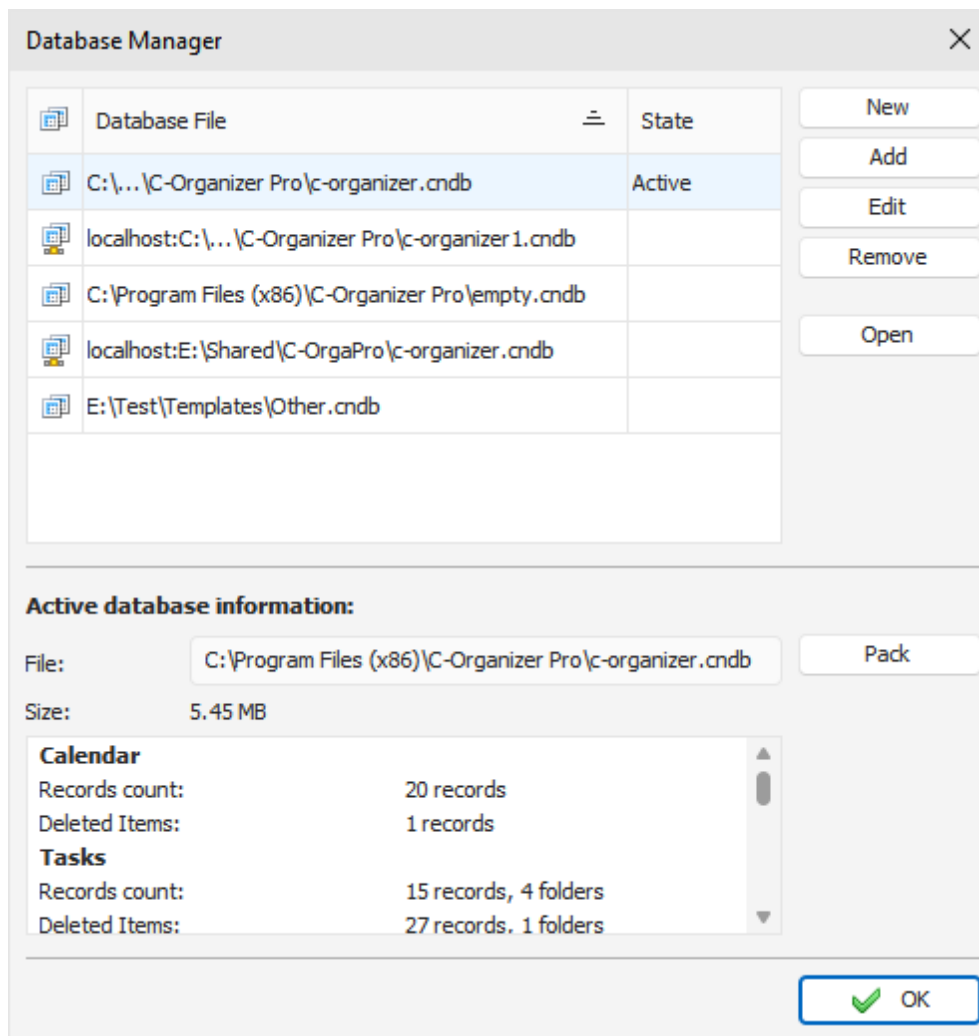 Database Manager
Database File State
C:\...\C-Organizer Pro\c-organizer.cndb Active
localhost:C:\...\C-Organizer Pro\c-organizer1.cndb
C:\Program Files (x86)\C-Organizer Pro\empty.cndb
localhost:E:\Shared\C-OrgaPro\c-organizer.cndb
E:\Test\Templates\Other.cndb
New
Add
Edit
Remove
Open
Active database information:
File: C:\Program Files (x86)\C-Organizer Pro\c-organizer.cndb Pack
Size: 5.45 MB
Calendar
Records count: 20 records
Deleted Items: 1 records
Tasks
Records count: 15 records, 4 folders
Deleted Items: 27 records, 1 folders
OK